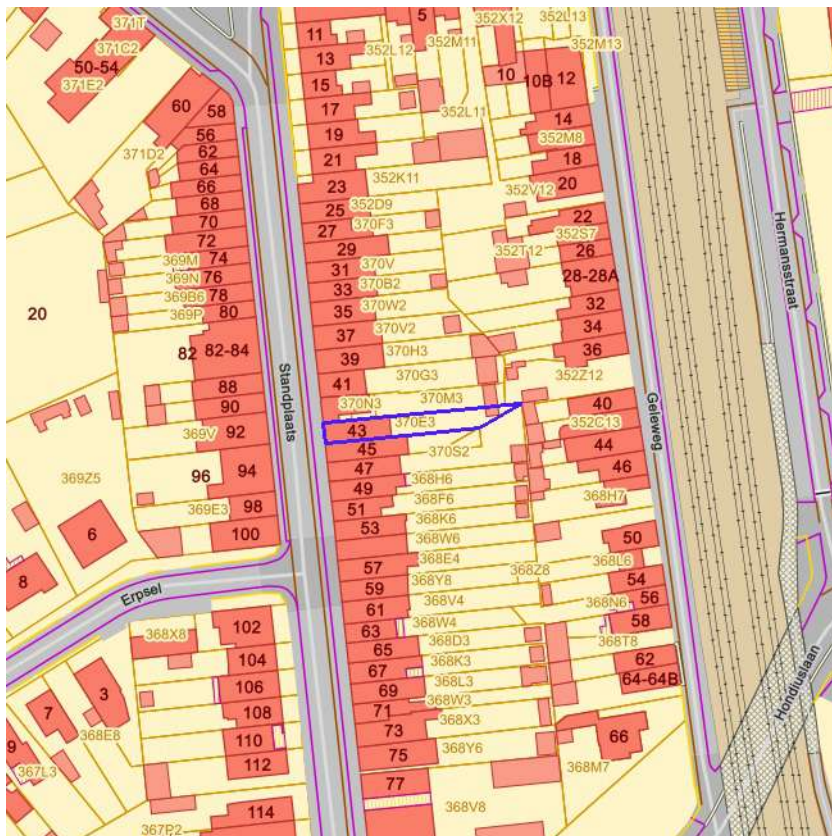 371T
371C2
50-54
371E2
60
58
56
62
64
66
68
70
72
74
76
78
80
371D2
369M
369N
369B6
369P
20
82
82-84
88
90
92
369V
94
96
98
369E3
100
369Z5
6
8
Erpsel
Standplaats
368X8
102
104
106
108
110
112
114
3
7
9
368E8
367L3
367P2
5
11
13
15
17
19
21
23
25
27
29
31
33
35
37
39
41
43
45
47
49
51
53
57
59
61
63
65
67
69
71
73
75
77
352L12
352M11
352X12
352L13
352M13
352L11
352K11
352D9
370F3
370V
370B2
370W2
370V2
370H3
370G3
370M3
370N3
370E3
370S2
368H6
368F6
368K6
368W6
368E4
368Y8
368V4
368W4
368D3
368K3
368L3
368W3
368X3
368Y6
368V8
10
10B
12
14
352M8
18
20
352V12
22
352S7
352T12
26
28-28A
32
34
36
352Z12
40
352C13
44
46
368H7
50
368L6
368Z8
54
56
368N6
58
368T8
62
64-64B
66
368M7
Geleweg
Hermansstraat
Hondiuslaan